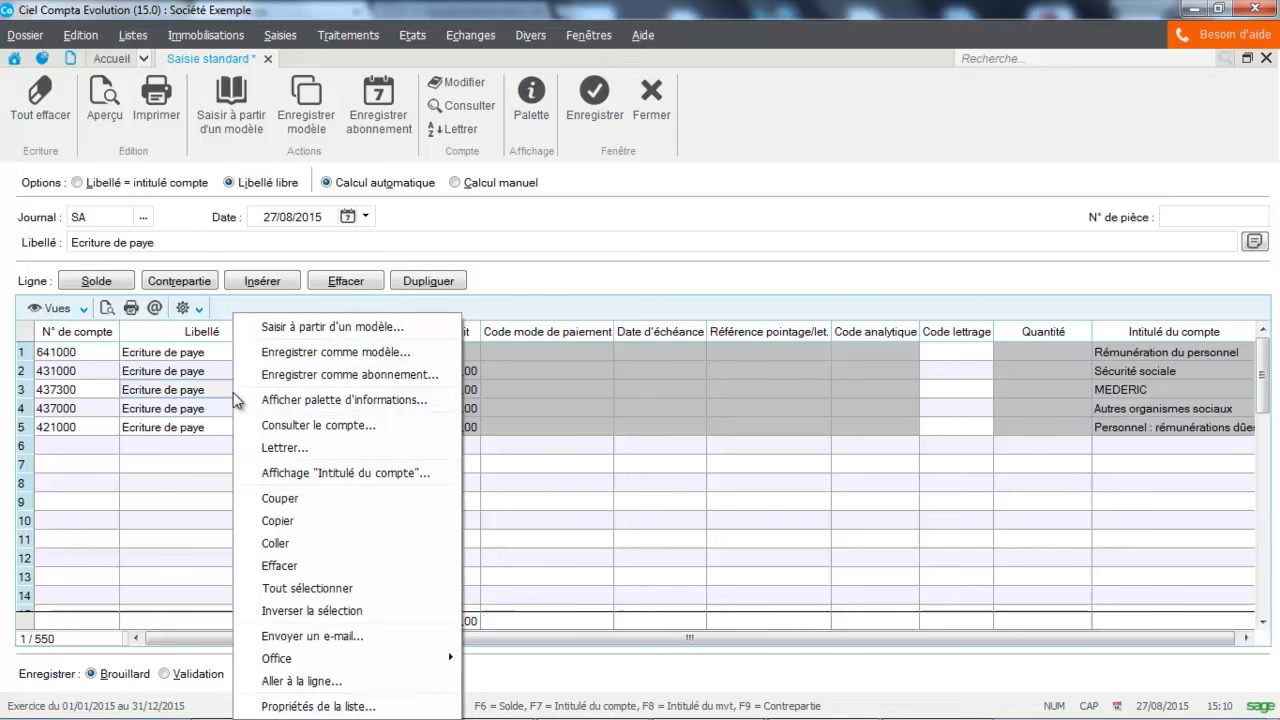 Ciel Compta Evolution (15.0) : Société Exemple
Dossier Edition Listes Immobilisations Saisies Traitements Etats Echanges Divers Fenêtres Aide Besoin d'aide
Accueil Saisie standard * Recherche...
Tout effacer Aperçu Imprimer Saisir à partir d'un modèle Enregistrer modèle Enregistrer abonnement Modifier Consulter Lettrer Palette Enregistrer Fermer
Ecriture Edition Actions Compte Affichage Fenêtre
Options : Libellé = intitulé compte Libellé libre Calcul automatique Calcul manuel
Journal : SA ... Date : 27/08/2015 N° de pièce :
Libellé : Ecriture de paye
Ligne : Solde Contrepartie Insérer Effacer Dupliquer
Vues
N° de compte Libellé it Code mode de paiement Date d'échéance Référence pointage/let. Code analytique Code lettrage Quantité Intitulé du compte
1 641000 Ecriture de paye Rémunération du personnel
2 431000 Ecriture de paye .00 Sécurité sociale
3 437300 Ecriture de paye .00 MEDERIC
4 437000 Ecriture de paye .00 Autres organismes sociaux
5 421000 Ecriture de paye .00 Personnel : rémunérations dûes
6
7
8
9
10
11
12
13
14
.00
1 / 550
Saisir à partir d'un modèle...
Enregistrer comme modèle...
Enregistrer comme abonnement...
Afficher palette d'informations...
Consulter le compte...
Lettrer...
Affichage "Intitulé du compte"...
Couper
Copier
Coller
Effacer
Tout sélectionner
Inverser la sélection
Envoyer un e-mail...
Office
Aller à la ligne...
Propriétés de la liste...
Enregistrer : Brouillard Validation
Exercice du 01/01/2015 au 31/12/2015 F6 = Solde, F7 = Intitulé du compte, F8 = Intitulé du mvt, F9 = Contrepartie NUM CAP 27/08/2015 15:10 sage